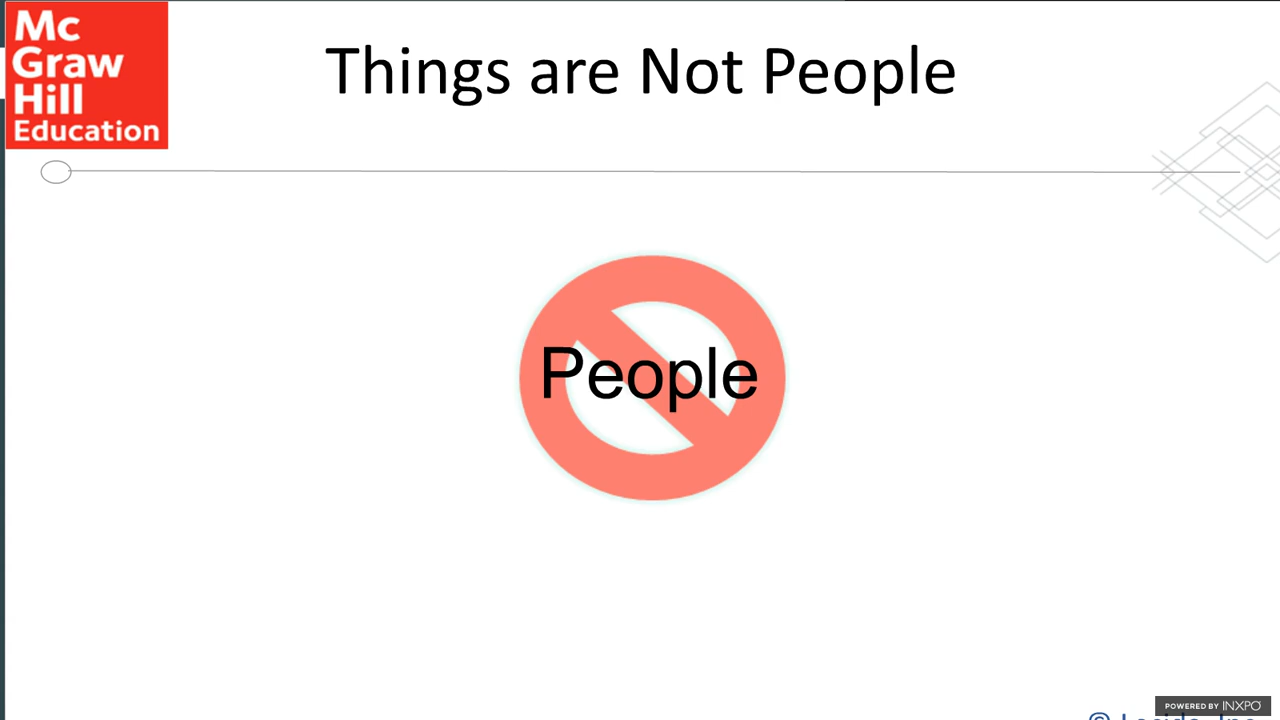 Mc
Graw
Hill
Education
Things are Not People
People
POWERED BY INXPO